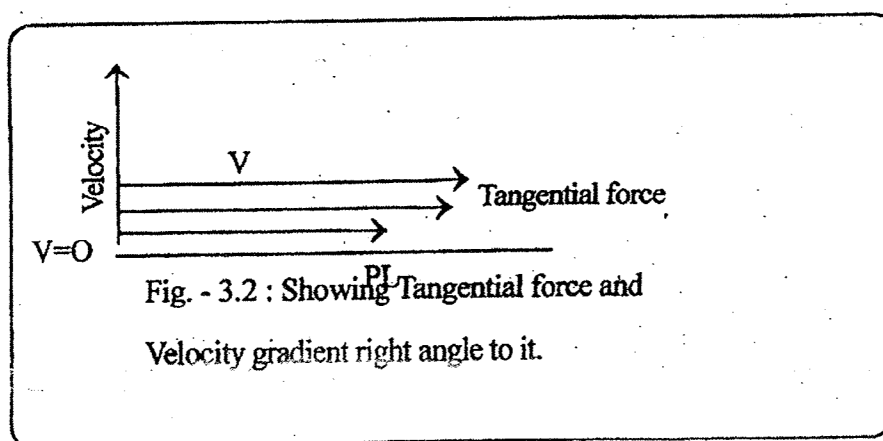 Velocity
V
Tangential force
V=O
PL
Fig. - 3.2 : Showing Tangential force and
Velocity gradient right angle to it.